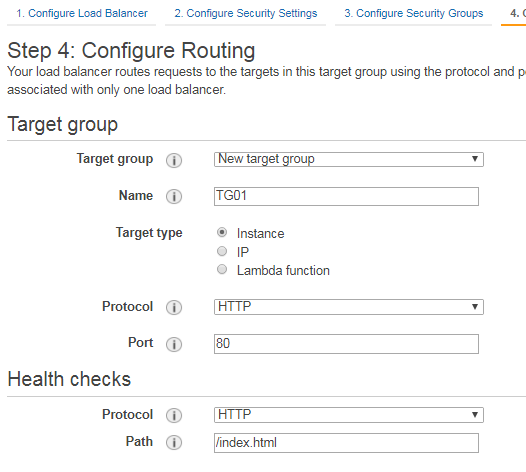 1. Configure Load Balancer 2. Configure Security Settings 3. Configure Security Groups 4.
Step 4: Configure Routing
Your load balancer routes requests to the targets in this target group using the protocol and
associated with only one load balancer.
Target group
Target group i New target group
Name i TG01
Target type Instance
IP
Lambda function
Protocol i HTTP
Port i 80
Health checks
Protocol i HTTP
Path i /index.html